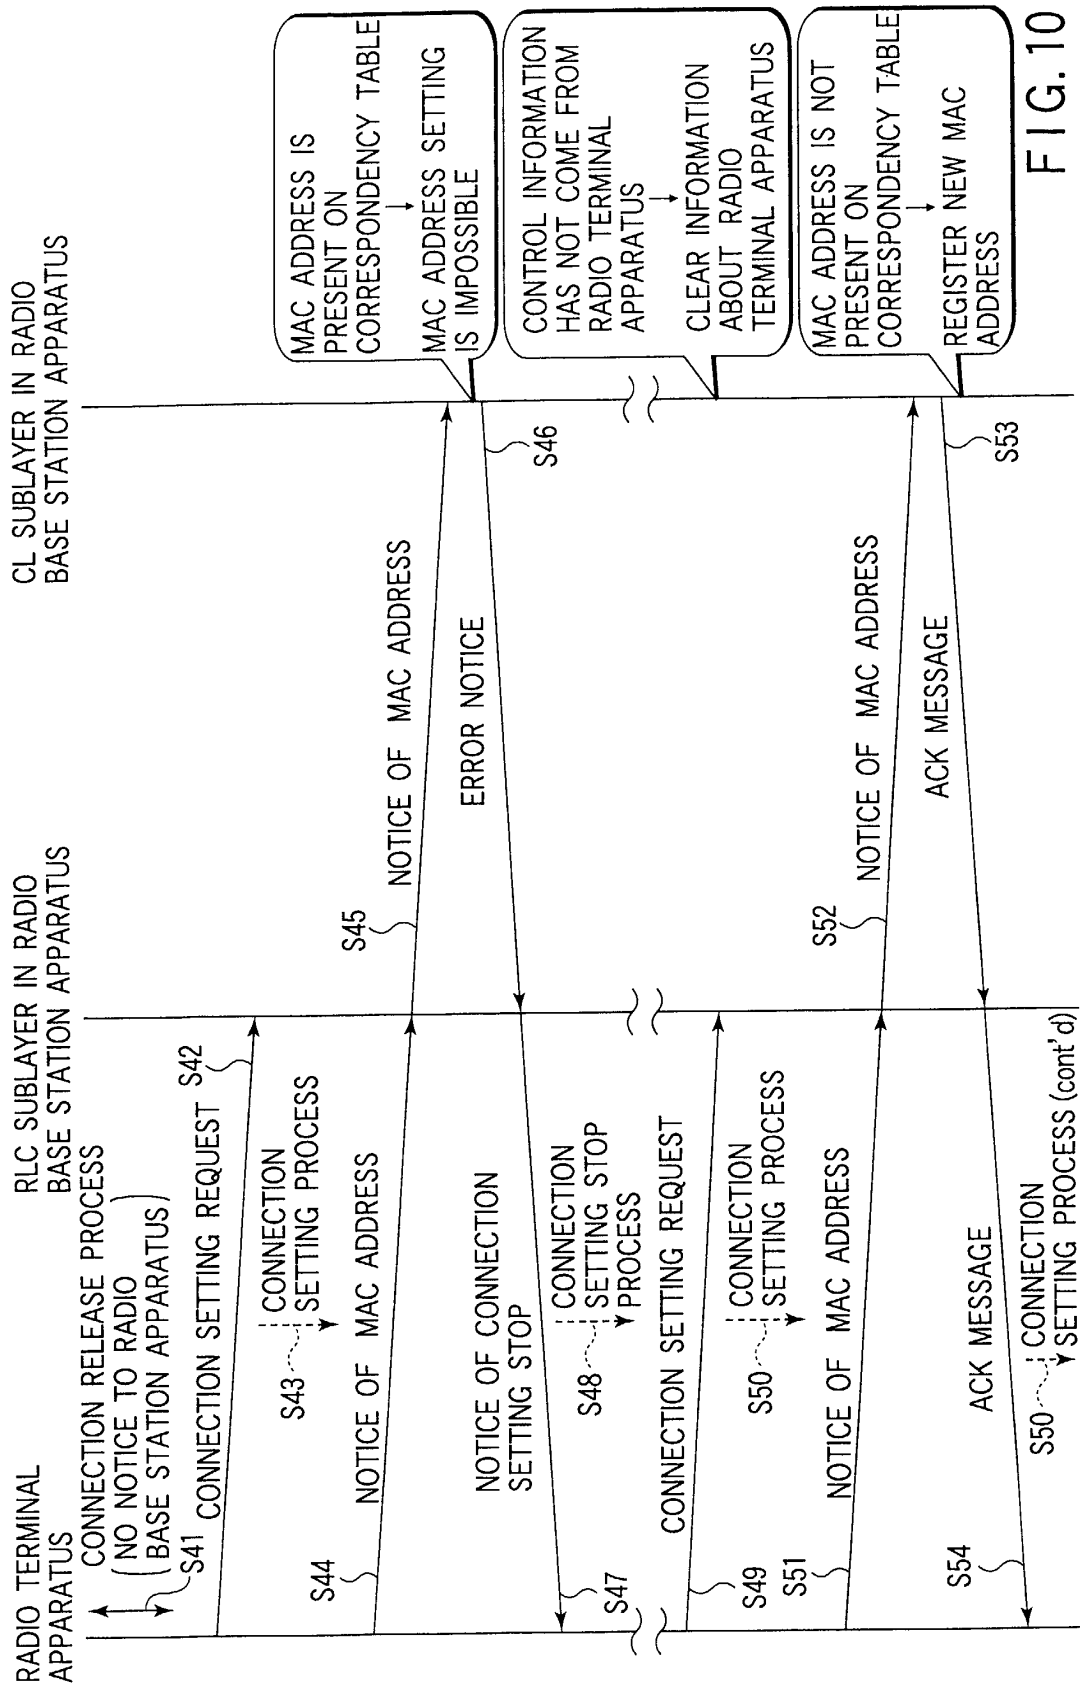 RADIO TERMINAL
APPARATUS
RLC SUBLAYER IN RADIO
BASE STATION APPARATUS
CL SUBLAYER IN RADIO
BASE STATION APPARATUS
CONNECTION RELEASE PROCESS
(NO NOTICE TO RADIO
BASE STATION APPARATUS)
S41
CONNECTION SETTING REQUEST
S42
CONNECTION
SETTING PROCESS
S43
S44
NOTICE OF MAC ADDRESS
S45
NOTICE OF MAC ADDRESS
MAC ADDRESS IS
PRESENT ON
CORRESPONDENCY TABLE
→
MAC ADDRESS SETTING
IS IMPOSSIBLE
ERROR NOTICE
S46
NOTICE OF CONNECTION
SETTING STOP
S47
CONNECTION
SETTING STOP
PROCESS
S48
CONTROL INFORMATION
HAS NOT COME FROM
RADIO TERMINAL
APPARATUS
→
CLEAR INFORMATION
ABOUT RADIO
TERMINAL APPARATUS
CONNECTION SETTING REQUEST
S49
CONNECTION
SETTING PROCESS
S50
S51
NOTICE OF MAC ADDRESS
S52
NOTICE OF MAC ADDRESS
MAC ADDRESS IS NOT
PRESENT ON
CORRESPONDENCY TABLE
→
REGISTER NEW MAC
ADDRESS
ACK MESSAGE
S53
ACK MESSAGE
S54
CONNECTION
SETTING PROCESS (cont'd)
S50
FIG. 10